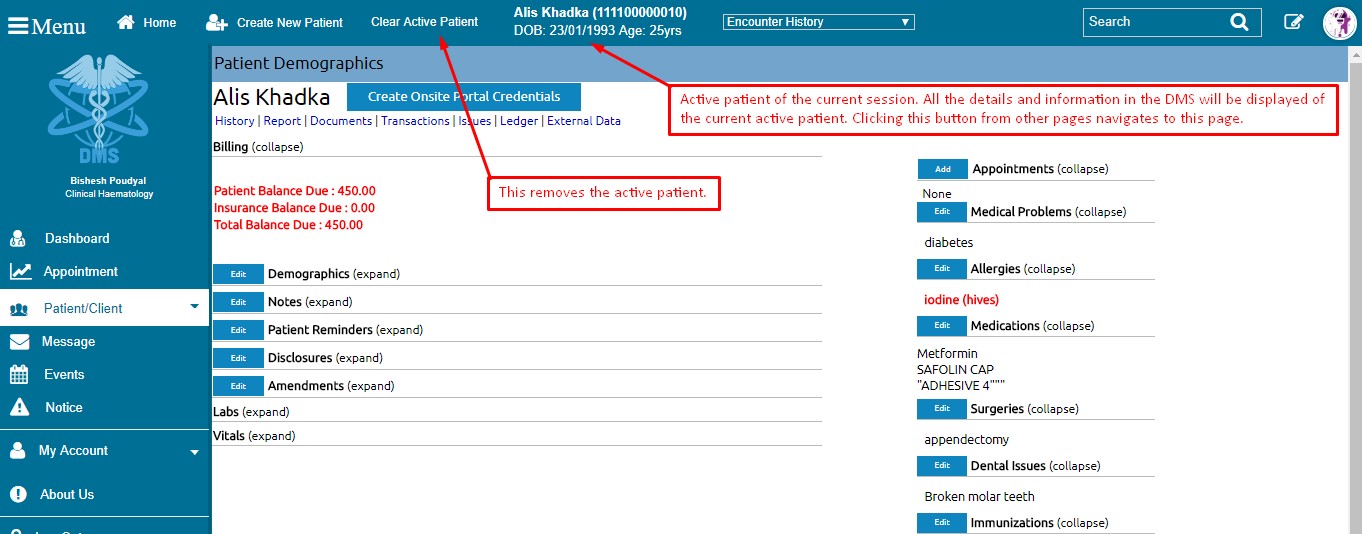 Menu
Home
Create New Patient
Clear Active Patient
Alis Khadka (111100000010)
DOB: 23/01/1993 Age: 25yrs
Encounter History
Search
DMS
Bishesh Poudyal
Clinical Haematology
Dashboard
Appointment
Patient/Client
Message
Events
Notice
My Account
About Us
Patient Demographics
Alis Khadka
Create Onsite Portal Credentials
History | Report | Documents | Transactions | Issues | Ledger | External Data
Active patient of the current session. All the details and information in the DMS will be displayed of
the current active patient. Clicking this button from other pages navigates to this page.
This removes the active patient.
Billing (collapse)
Patient Balance Due : 450.00
Insurance Balance Due : 0.00
Total Balance Due : 450.00
Edit Demographics (expand)
Edit Notes (expand)
Edit Patient Reminders (expand)
Edit Disclosures (expand)
Edit Amendments (expand)
Labs (expand)
Vitals (expand)
Add Appointments (collapse)
None
Edit Medical Problems (collapse)
diabetes
Edit Allergies (collapse)
iodine (hives)
Edit Medications (collapse)
Metformin
SAFOLIN CAP
"ADHESIVE 4"""
Edit Surgeries (collapse)
appendectomy
Edit Dental Issues (collapse)
Broken molar teeth
Edit Immunizations (collapse)